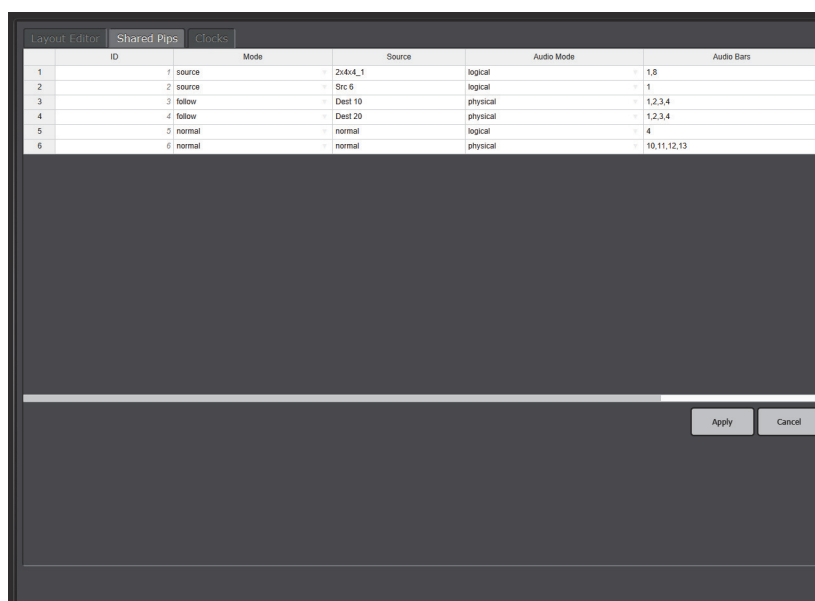 Layout Editor Shared Pips Clocks
ID Mode Source Audio Mode Audio Bars
1 1 source 2x4x4_1 logical 1,8
2 2 source Src 6 logical 1
3 3 follow Dest 10 physical 1,2,3,4
4 4 follow Dest 20 physical 1,2,3,4
5 5 normal normal logical 4
6 6 normal normal physical 10,11,12,13
Apply Cancel